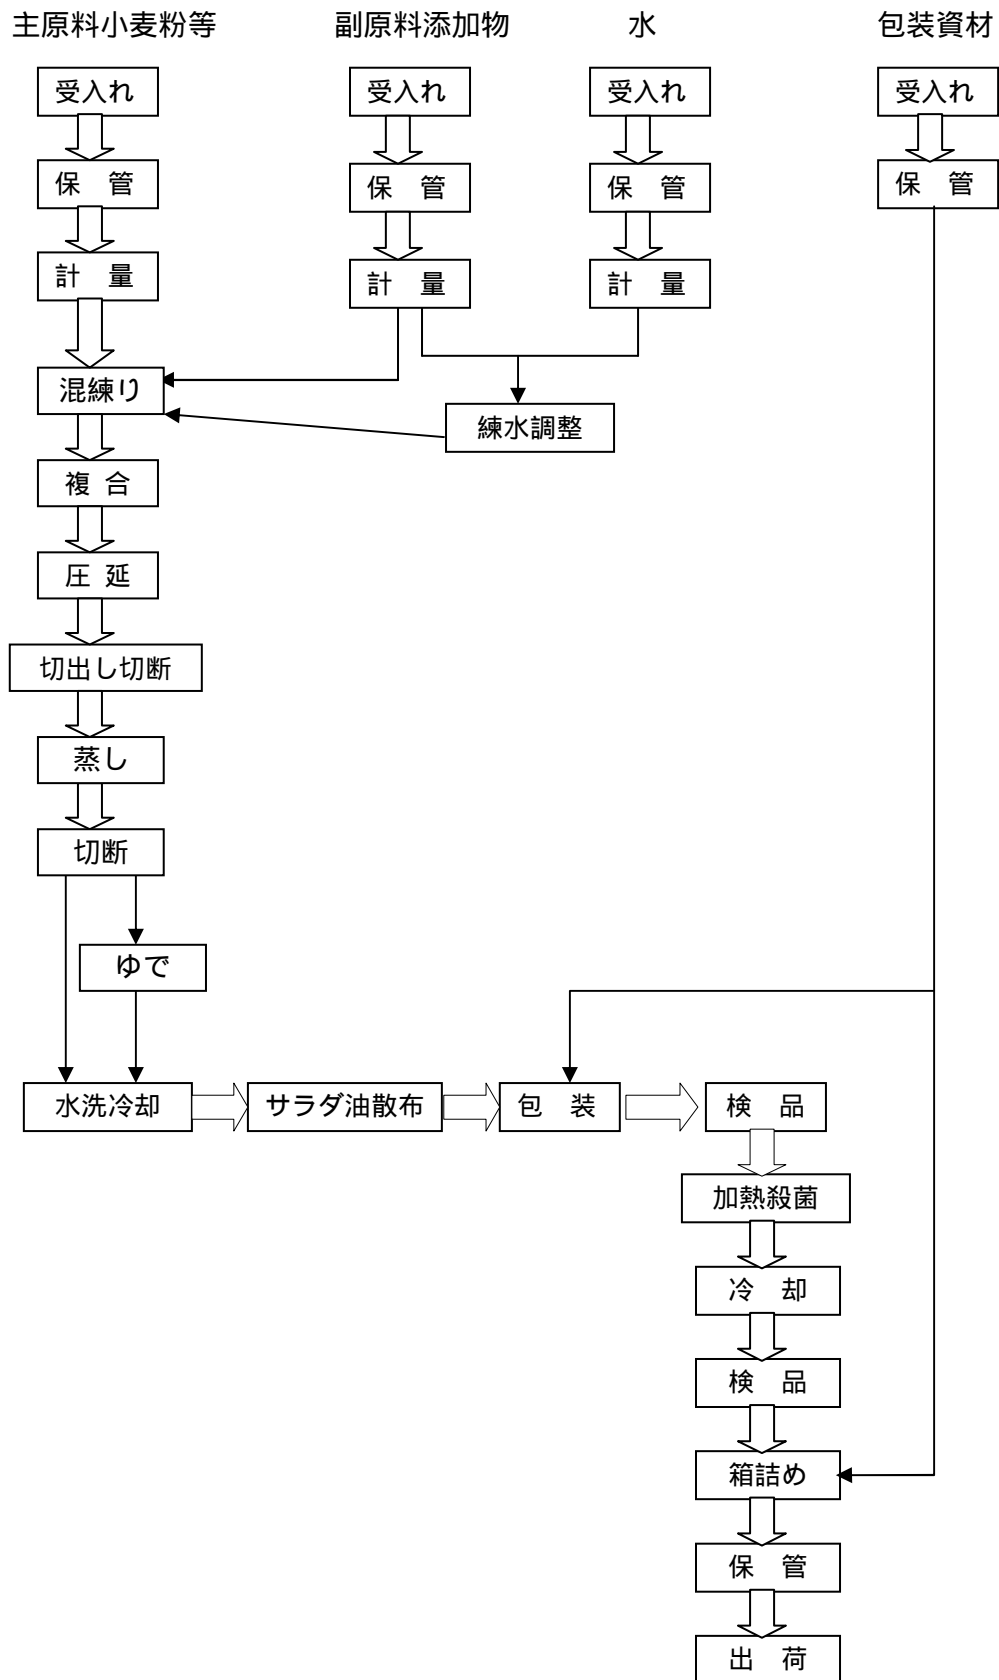 主原料小麦粉等 副原料添加物 水 包装資材
受入れ 受入れ 受入れ 受入れ
保　管 保　管 保　管 保　管
計　量 計　量 計　量
混練り
練水調整
複 合
圧 延
切出し切断
蒸し
切断
ゆで
水洗冷却 サラダ油散布 包　装 検　品
加熱殺菌
冷　却
検　品
箱詰め
保　管
出　荷